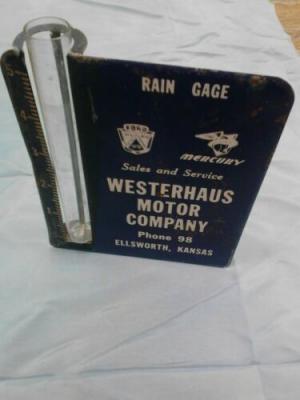 RAIN GAGE
FORD
MERCURY
Sales and Service
WESTERHAUS
MOTOR
COMPANY
Phone 98
ELLSWORTH, KANSAS